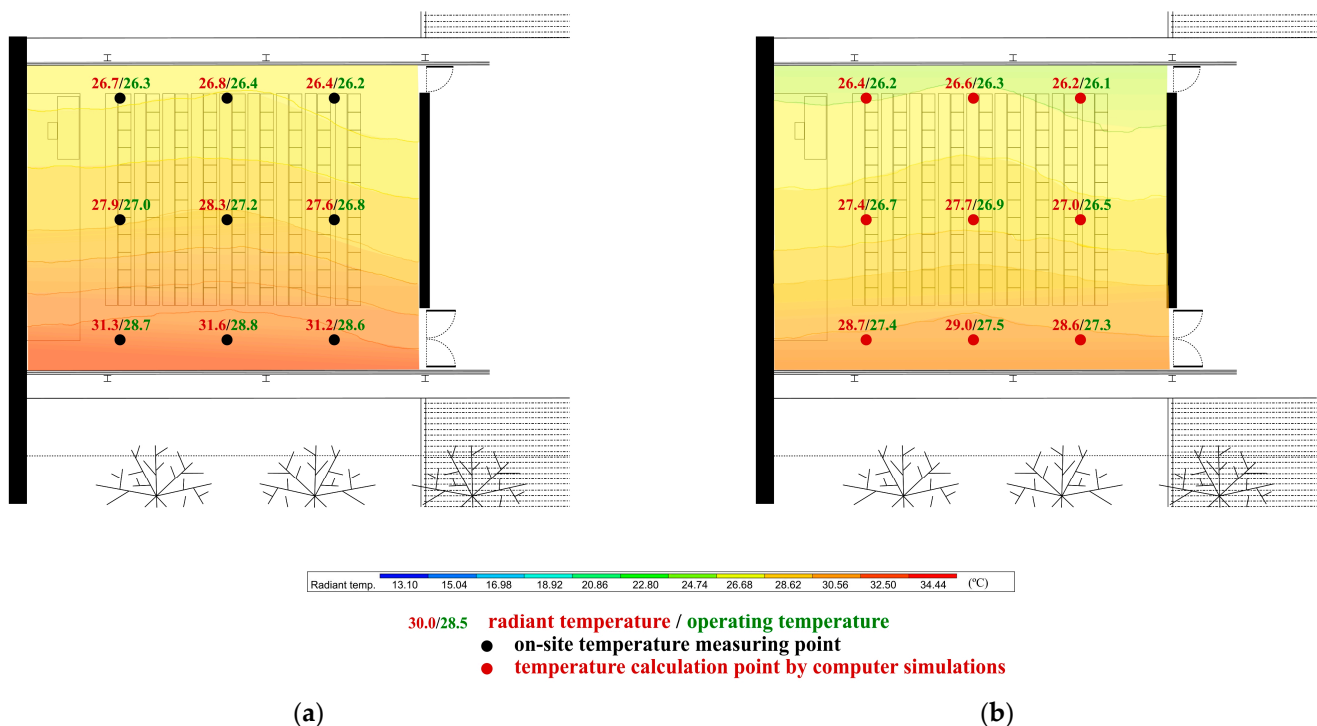 26.7/26.3 26.8/26.4 26.4/26.2
27.9/27.0 28.3/27.2 27.6/26.8
31.3/28.7 31.6/28.8 31.2/28.6
26.4/26.2 26.6/26.3 26.2/26.1
27.4/26.7 27.7/26.9 27.0/26.5
28.7/27.4 29.0/27.5 28.6/27.3
Radiant temp. 13.10 15.04 16.98 18.92 20.86 22.80 24.74 26.68 28.62 30.56 32.50 34.44 (ºC)
30.0/28.5 radiant temperature / operating temperature
on-site temperature measuring point
temperature calculation point by computer simulations
(a) (b)